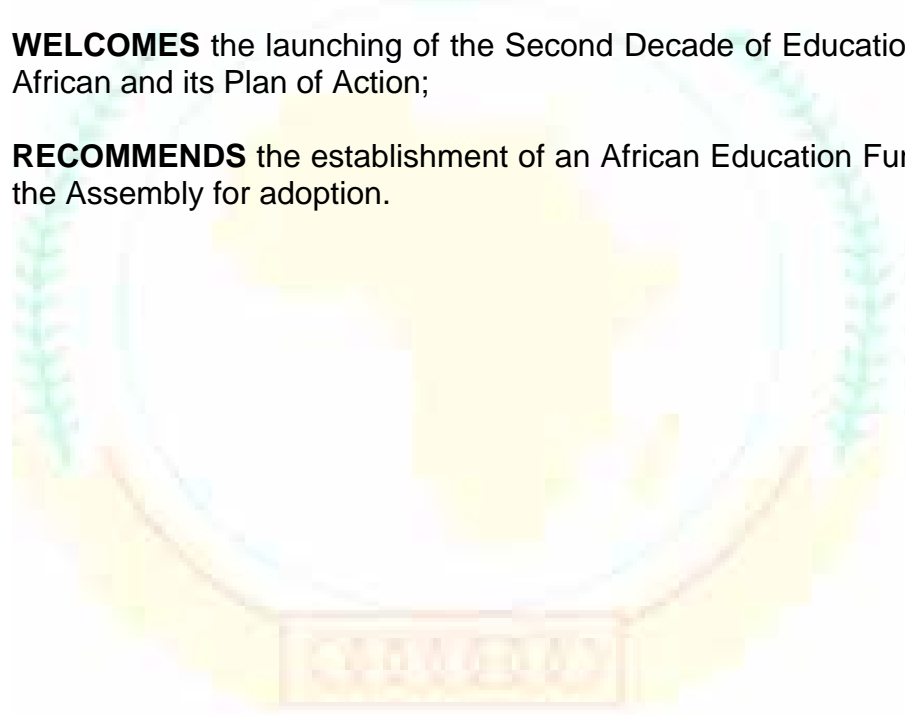 WELCOMES the launching of the Second Decade of Educatio
African and its Plan of Action;
RECOMMENDS the establishment of an African Education Fu
the Assembly for adoption.